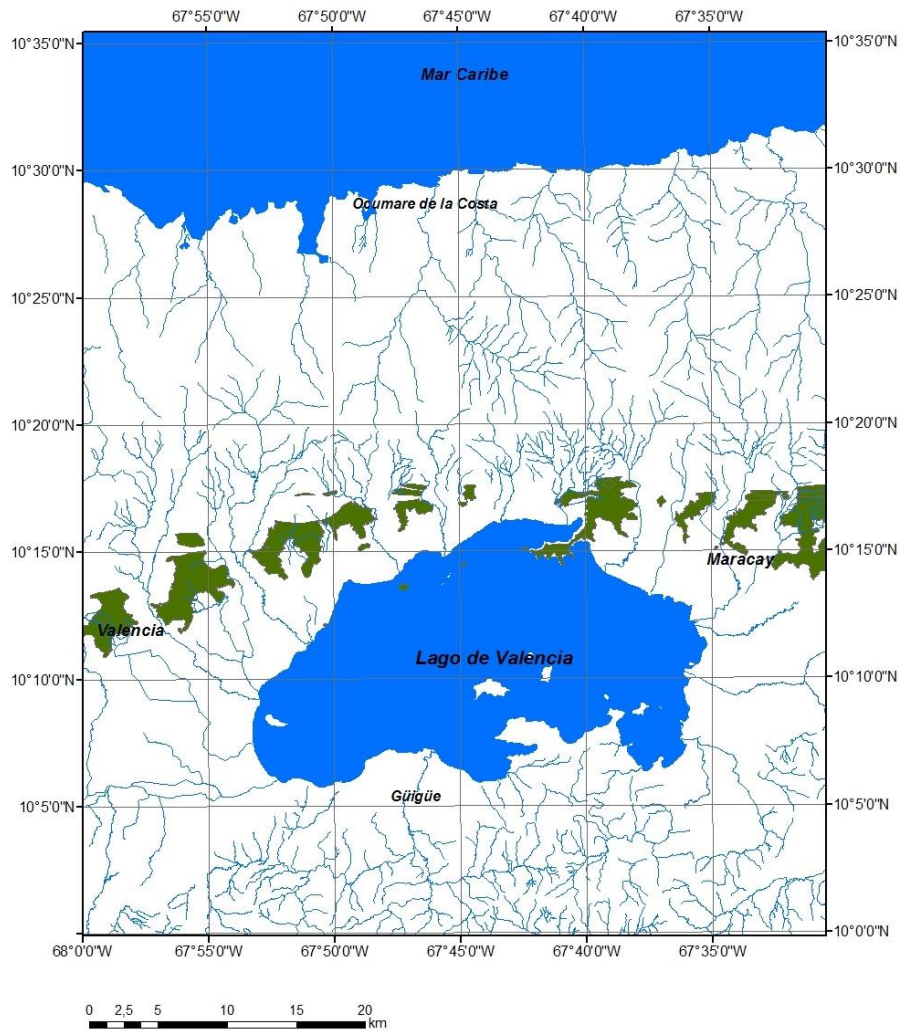 67°55'0"W 67°50'0"W 67°45'0"W 67°40'0"W 67°35'0"W
10°35'0"N 10°35'0"N
Mar Caribe
10°30'0"N 10°30'0"N
Ocumare de la Costa
10°25'0"N 10°25'0"N
10°20'0"N 10°20'0"N
10°15'0"N 10°15'0"N
Maracay
Valencia
Lago de Valencia
10°10'0"N 10°10'0"N
Güigüe
10°5'0"N 10°5'0"N
10°0'0"N
68°0'0"W 67°55'0"W 67°50'0"W 67°45'0"W 67°40'0"W 67°35'0"W
0 2,5 5 10 15 20
km